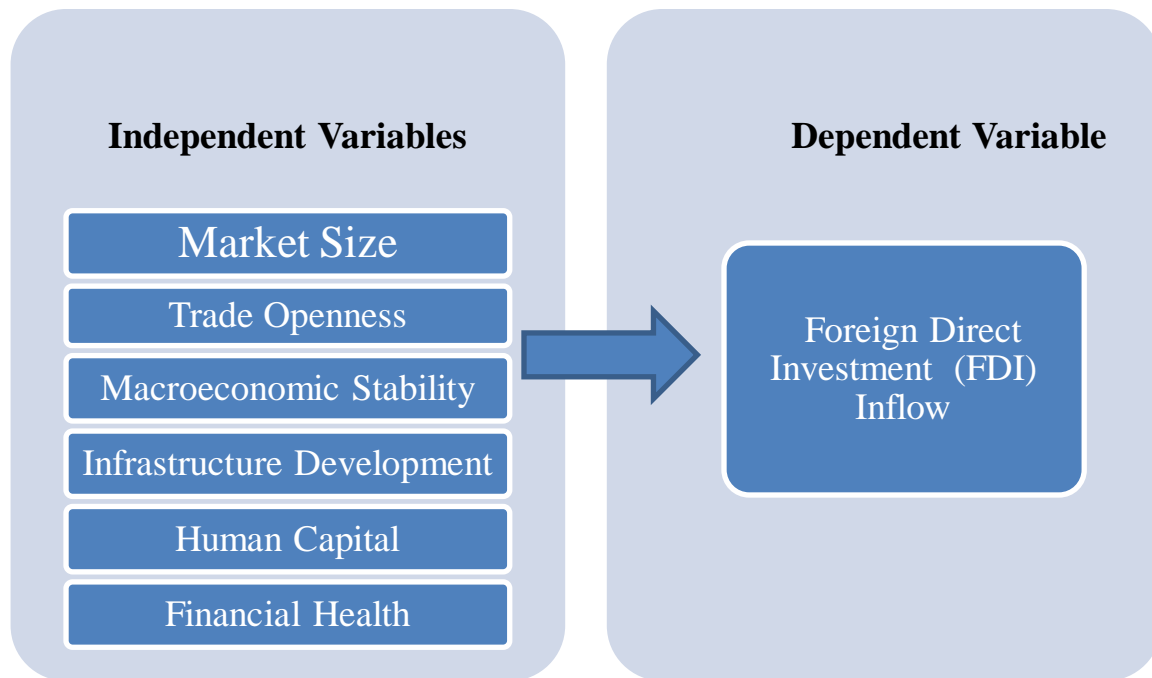 Independent Variables
Market Size
Trade Openness
Macroeconomic Stability
Infrastructure Development
Human Capital
Financial Health
Dependent Variable
Foreign Direct
Investment (FDI)
Inflow